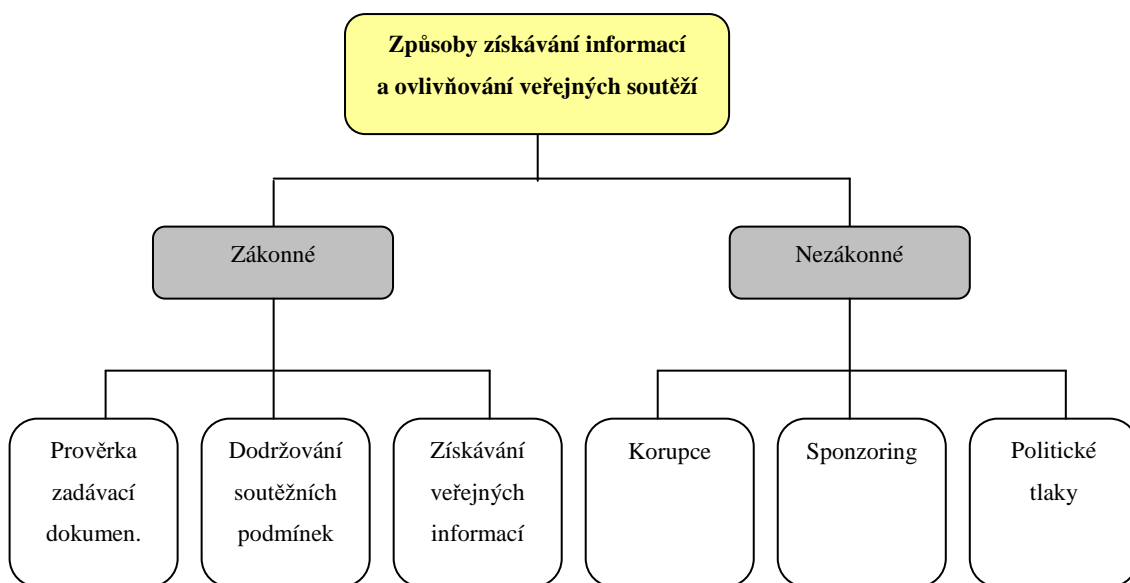 Způsoby získávání informací
a ovlivňování veřejných soutěží
Zákonné
Nezákonné
Prověrka
zadávací
dokumen.
Dodržování
soutěžních
podmínek
Získávání
veřejných
informací
Korupce
Sponzoring
Politické
tlaky